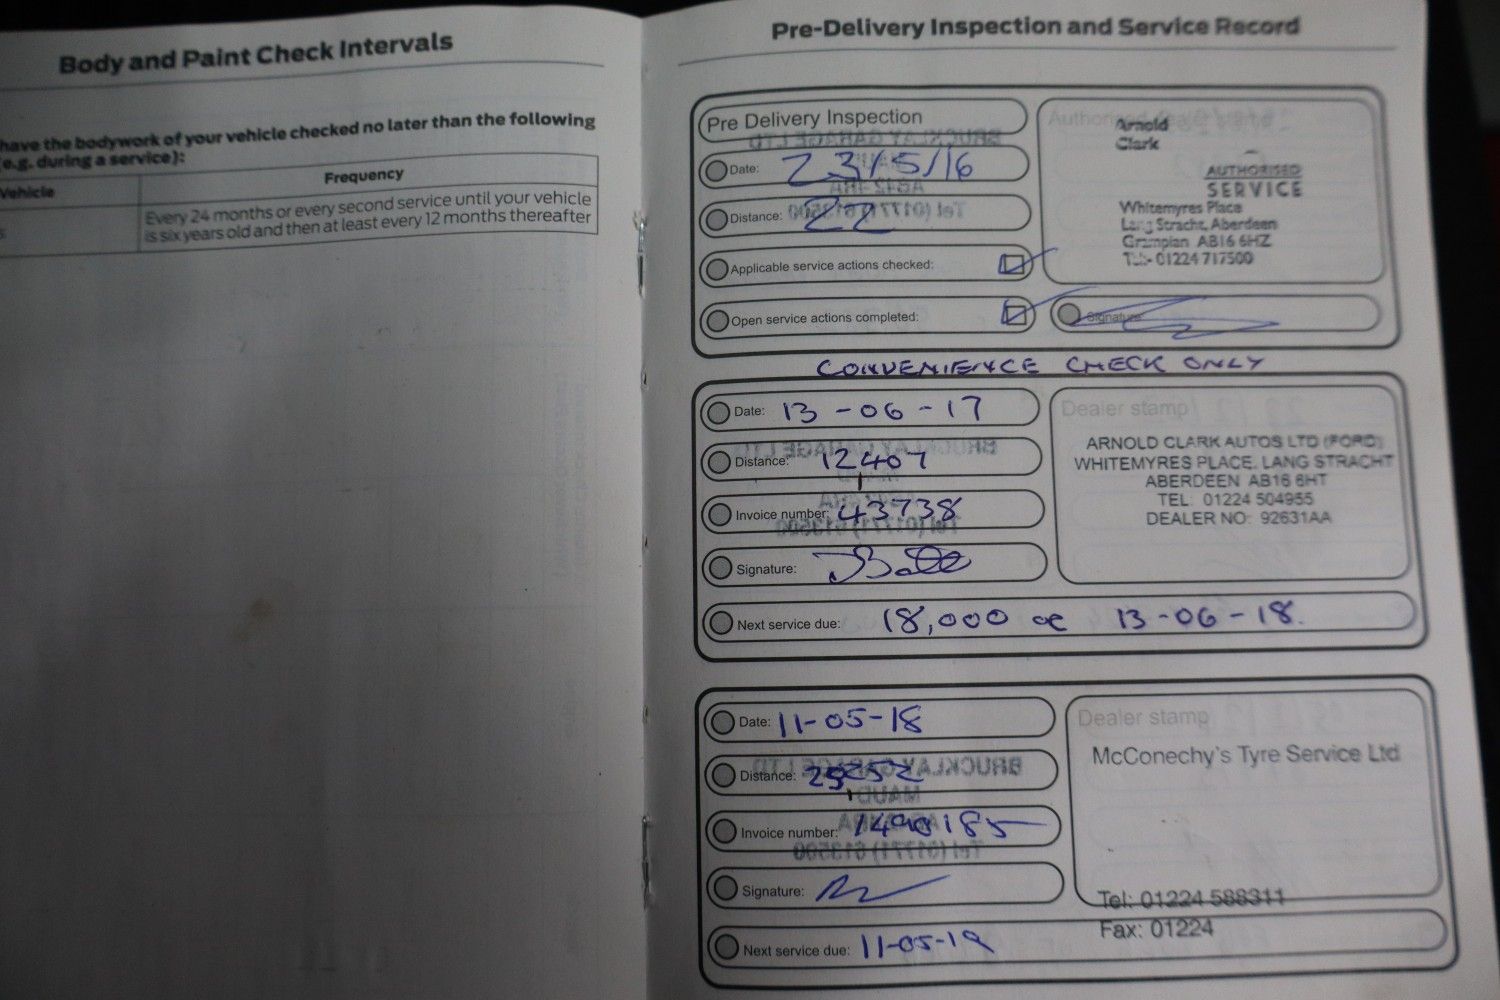 Body and Paint Check Intervals
have the bodywork of your vehicle checked no later than the following
(e.g. during a service):
Vehicle
Frequency
Every 24 months or every second service until your vehicle
is six years old and then at least every 12 months thereafter
Pre-Delivery Inspection and Service Record
Pre Delivery Inspection
Date: 23/5/16
Distance: 22
Applicable service actions checked:
Open service actions completed:
Arnold
Clark
AUTHORISED
SERVICE
Whitemyres Place
Lang Stracht, Aberdeen
Grampian AB16 6HZ
Tel:- 01224 717500
Signature:
CONVENIENCE CHECK ONLY
Date: 13-06-17
Distance: 12407
Invoice number: 43738
Signature:
Next service due: 18,000 or 13-06-18.
Dealer stamp
ARNOLD CLARK AUTOS LTD (FORD)
WHITEMYRES PLACE, LANG STRACHT
ABERDEEN AB16 6HT
TEL: 01224 504955
DEALER NO: 92631AA
Date: 11-05-18
Distance: 25252
Invoice number: 1490185
Signature:
Next service due: 11-05-19
Dealer stamp
McConechy's Tyre Service Ltd
Tel: 01224 588311
Fax: 01224